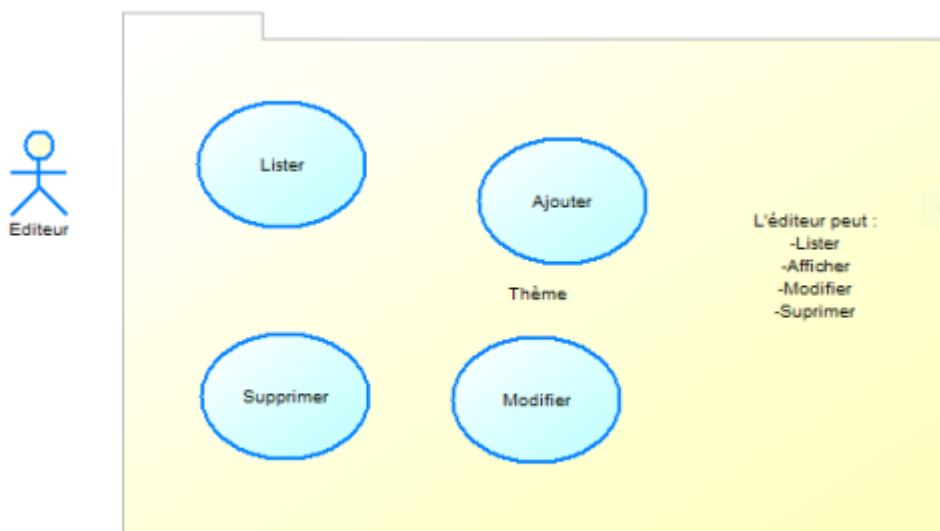 Lister
Ajouter
Editeur
L'éditeur peut :
-Lister
-Afficher
-Modifier
-Suprimer
Thème
Supprimer
Modifier